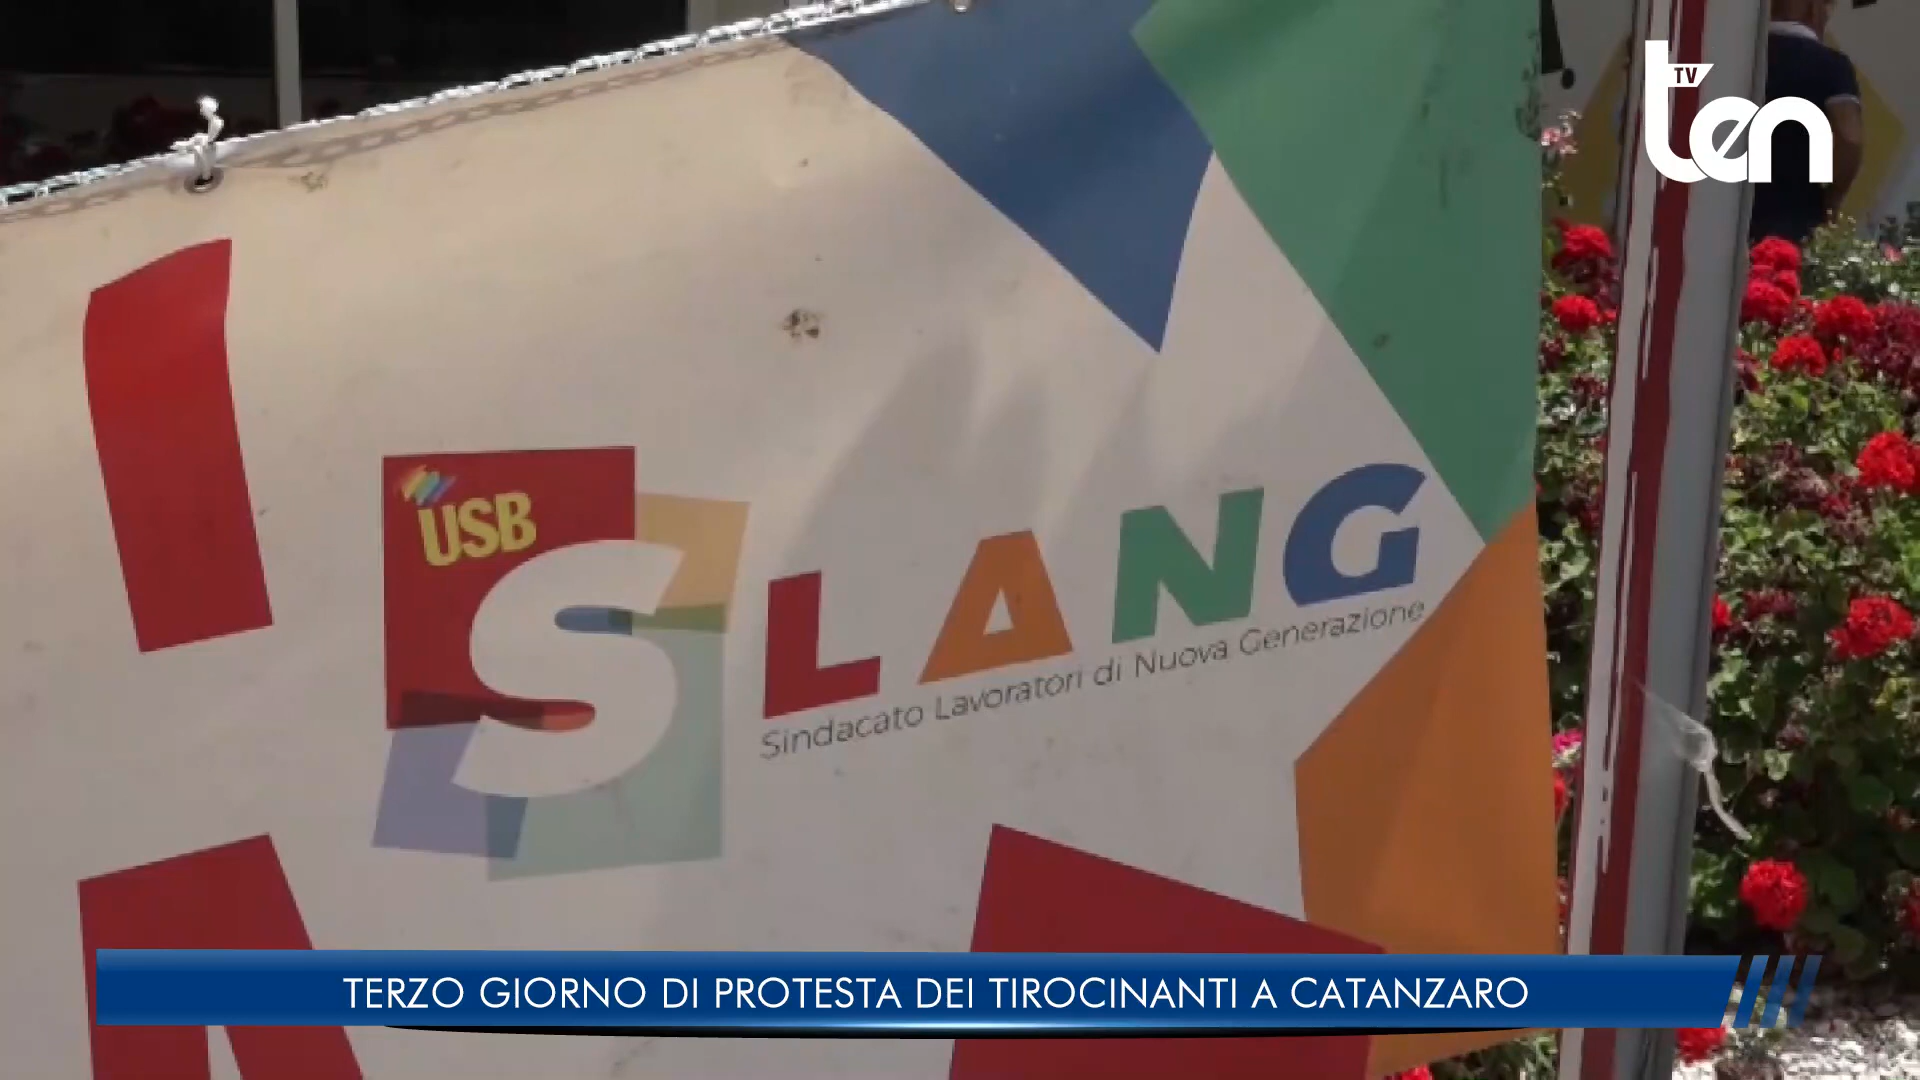 TV
ten
USB
SLANG
Sindacato Lavoratori di Nuova Generazione
TERZO GIORNO DI PROTESTA DEI TIROCINANTI A CATANZARO